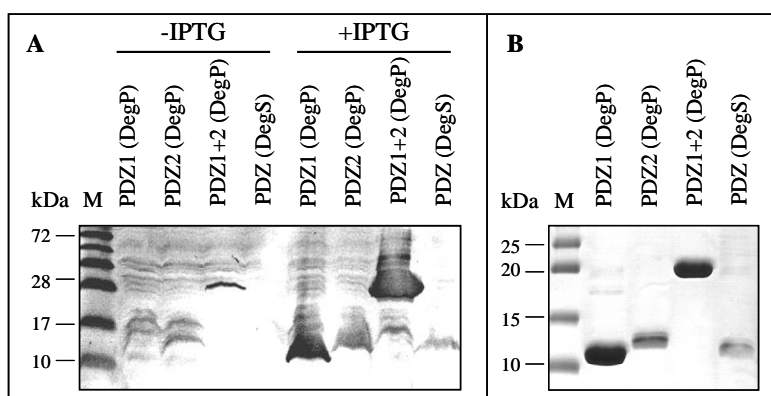 A
-IPTG
+IPTG
PDZ1 (DegP)
PDZ2 (DegP)
PDZ1+2 (DegP)
PDZ (DegS)
PDZ1 (DegP)
PDZ2 (DegP)
PDZ1+2 (DegP)
PDZ (DegS)
kDa M
72
28
17
10
B
PDZ1 (DegP)
PDZ2 (DegP)
PDZ1+2 (DegP)
PDZ (DegS)
kDa M
25
20
15
10